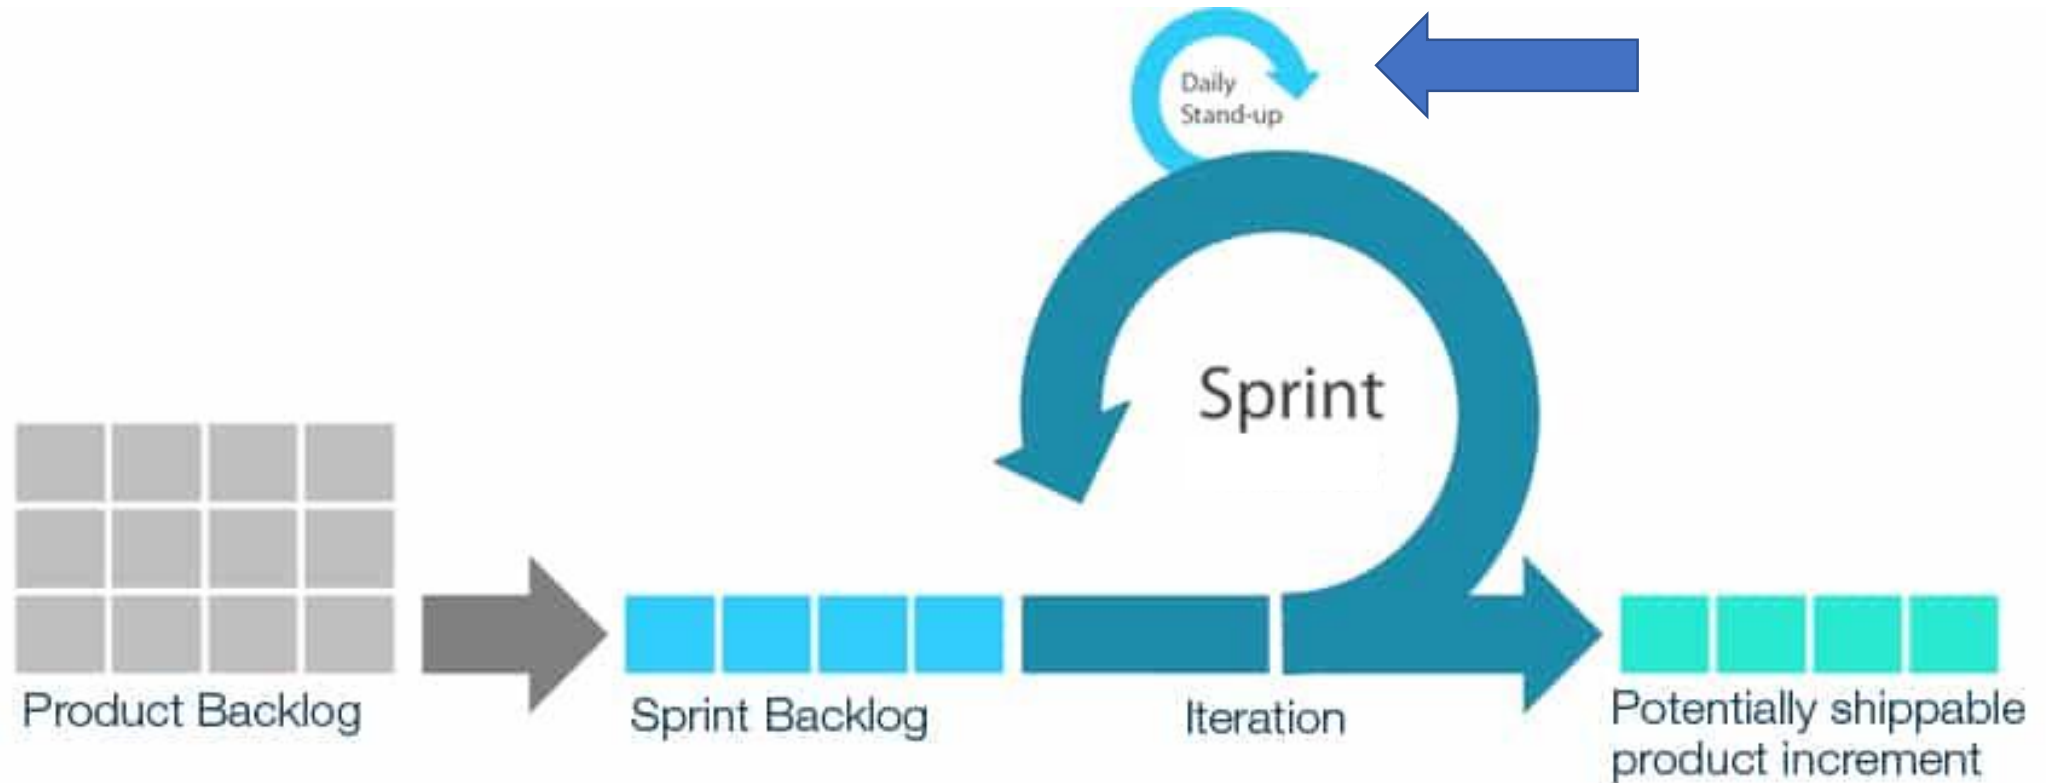 Daily
Stand-up
Sprint
Product Backlog
Sprint Backlog
Iteration
Potentially shippable
product increment